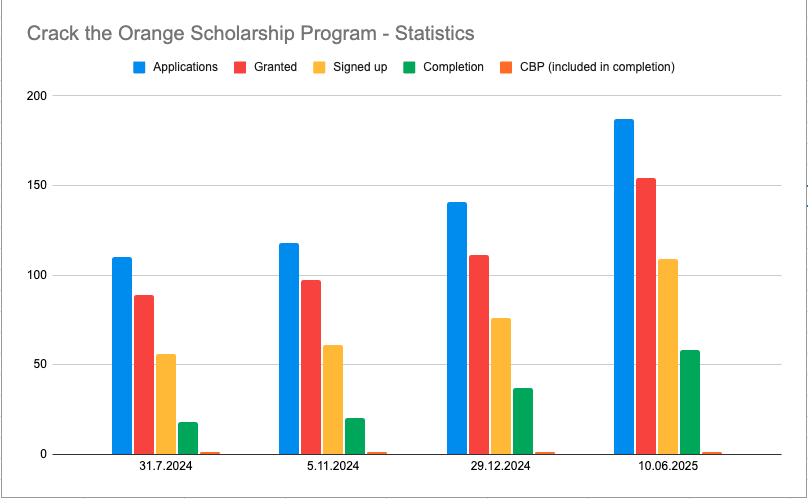 Crack the Orange Scholarship Program - Statistics
Applications Granted Signed up Completion CBP (included in completion)
200
150
100
50
0
31.7.2024 5.11.2024 29.12.2024 10.06.2025